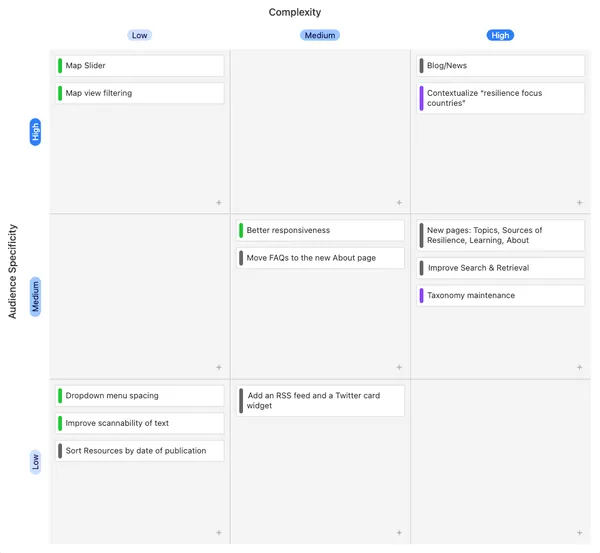 Complexity
Low
Medium
High
Audience Specificity
High
Map Slider
Map view filtering
+
+
Blog/News
Contextualize "resilience focus
countries"
+
Medium
+
Better responsiveness
Move FAQs to the new About page
+
New pages: Topics, Sources of
Resilience, Learning, About
Improve Search & Retrieval
Taxonomy maintenance
+
Low
Dropdown menu spacing
Improve scannability of text
Sort Resources by date of publication
+
Add an RSS feed and a Twitter card
widget
+
+